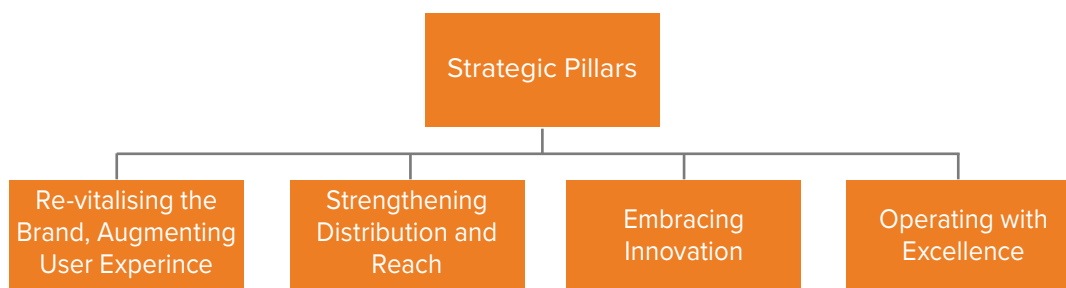 Strategic Pillars
Re-vitalising the
Brand, Augmenting
User Experince
Strengthening
Distribution and
Reach
Embracing
Innovation
Operating with
Excellence